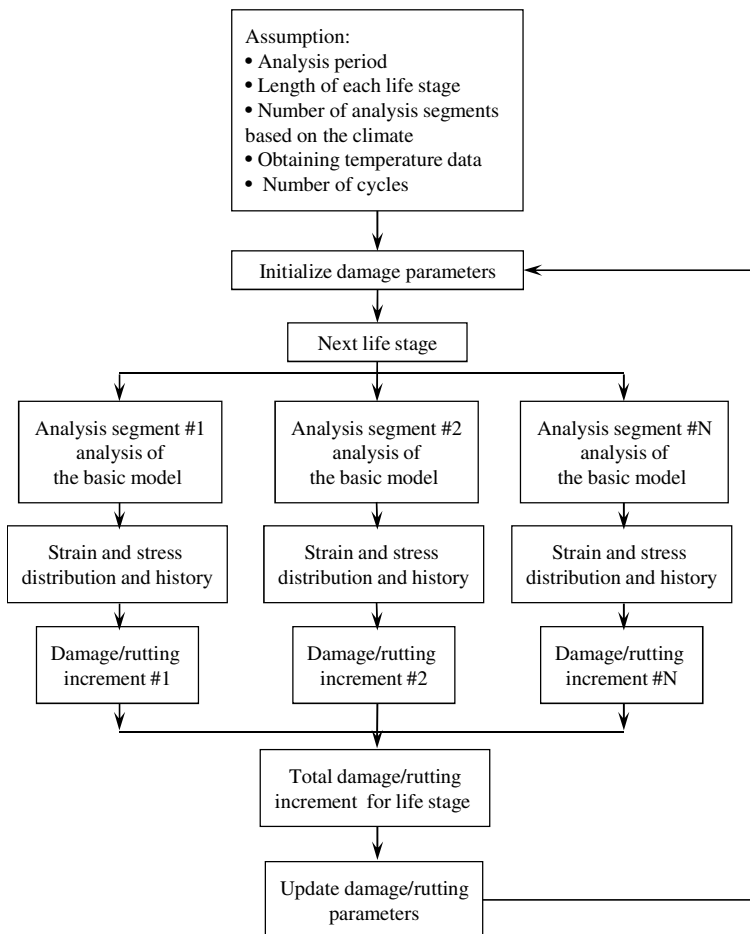 Assumption:
• Analysis period
• Length of each life stage
• Number of analysis segments
based on the climate
• Obtaining temperature data
• Number of cycles
Initialize damage parameters
Next life stage
Analysis segment #1
analysis of
the basic model
Analysis segment #2
analysis of
the basic model
Analysis segment #N
analysis of
the basic model
Strain and stress
distribution and history
Strain and stress
distribution and history
Strain and stress
distribution and history
Damage/rutting
increment #1
Damage/rutting
increment #2
Damage/rutting
increment #N
Total damage/rutting
increment for life stage
Update damage/rutting
parameters